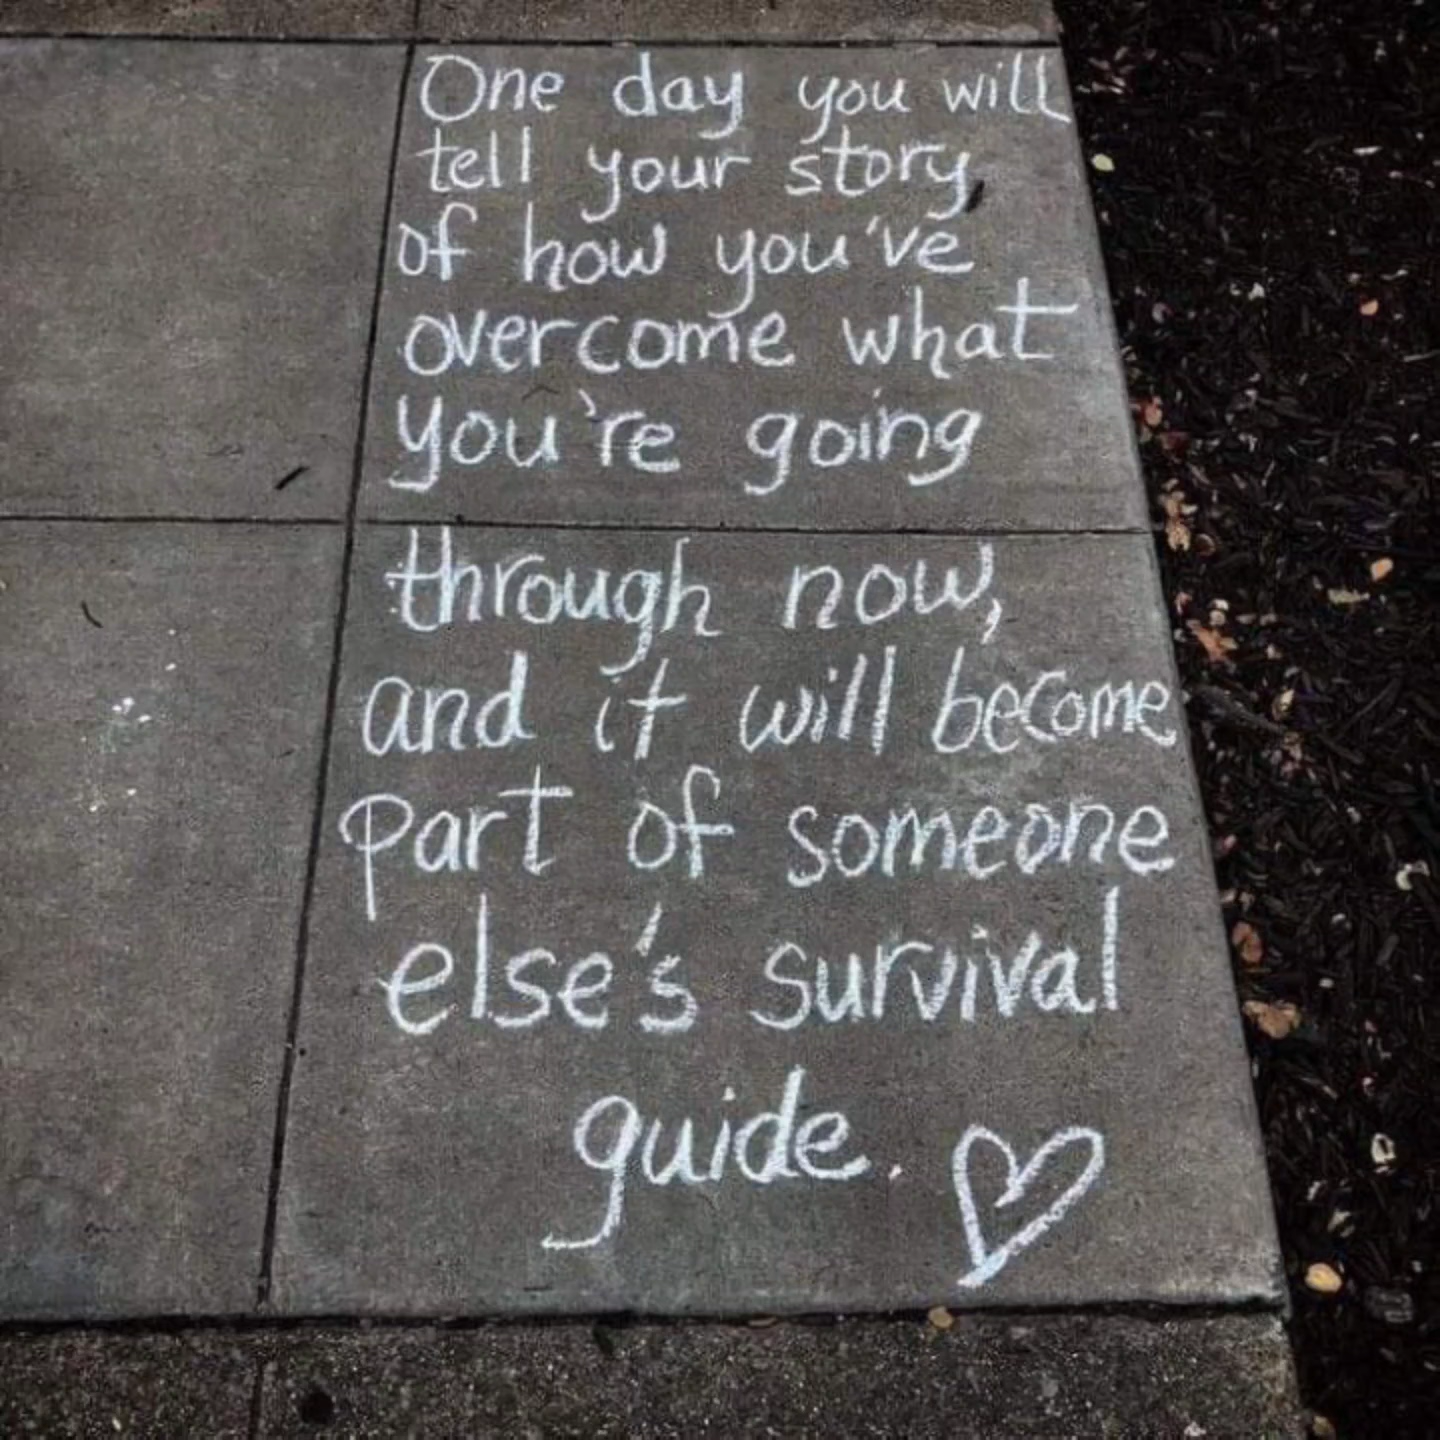 One day you will
tell your story
of how you've
overcome what
you're going
through now,
and it will become
part of someone
else's survival
guide.